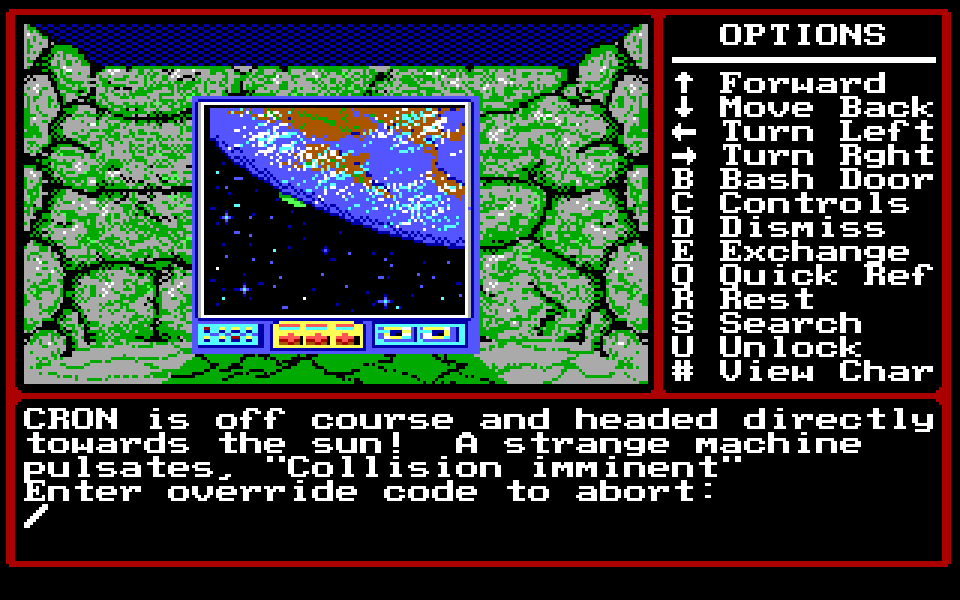 OPTIONS
↑ Forward
↓ Move Back
← Turn Left
→ Turn Rght
B Bash Door
C Controls
D Dismiss
E Exchange
Q Quick Ref
R Rest
S Search
U Unlock
# View Char
CRON is off course and headed directly
towards the sun!  A strange machine
pulsates, "Collision imminent"
Enter override code to abort:
/